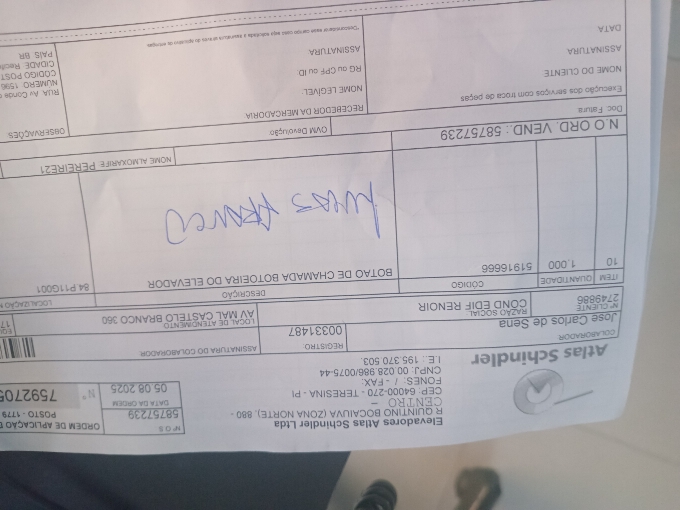 Elevadores Atlas Schindler Ltda
R QUINTINO BOCAIUVA (ZONA NORTE), 880 -
CENTRO -
CEP: 64000-270 - TERESINA - PI
FONES: / - FAX:
CNPJ. 00.028.986/0075-44
I.E.: 195.370.503.
Atlas Schindler
Nº O.S
58757239
DATA DA ORDEM
05.08.2025
ORDEM DE APLICAÇÃO
POSTO - 1779
Nº 7592705
COLABORADOR
José Carlos de Sena
REGISTRO
00331487
ASSINATURA DO COLABORADOR
Nº CLIENTE
2749886
RAZÃO SOCIAL
COND EDIF RENOIR
LOCAL DE ATENDIMENTO
AV MAL CASTELO BRANCO 360
ITEM QUANTIDADE CÓDIGO DESCRIÇÃO
10 1,000 51916666 BOTAO DE CHAMADA BOTOEIRA DO ELEVADOR 84 P11G001
N.O ORD. VEND.: 58757239
NOME ALMOXARIFE PEREIRE21
Doc. Fatura
OVM Devolução
Execução dos serviços com troca de peças
RECEBEDOR DA MERCADORIA
OBSERVAÇÕES
NOME DO CLIENTE
NOME LEGÍVEL
RG ou CPF ou ID
ASSINATURA
ASSINATURA
DATA
RUA Av Conde
NÚMERO 1596
CÓDIGO POST
CIDADE Recife
PAÍS BR